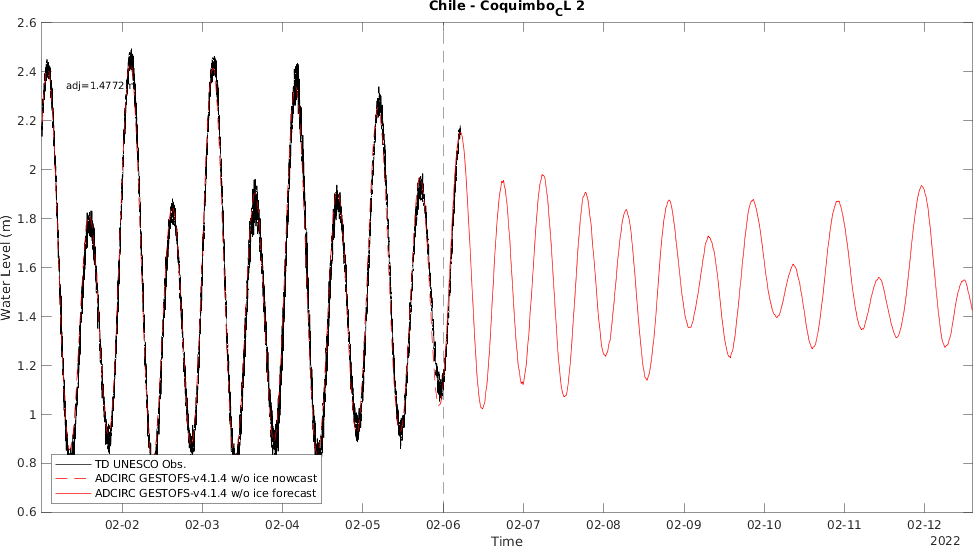 Chile - Coquimbo_CL 2
2.6
2.4
2.2
2
1.8
1.6
1.4
1.2
1
0.8
0.6
Water Level (m)
adj=1.4772 m
TD UNESCO Obs.
ADCIRC GESTOFS-v4.1.4 w/o ice nowcast
ADCIRC GESTOFS-v4.1.4 w/o ice forecast
02-02 02-03 02-04 02-05 02-06 02-07 02-08 02-09 02-10 02-11 02-12
Time
2022